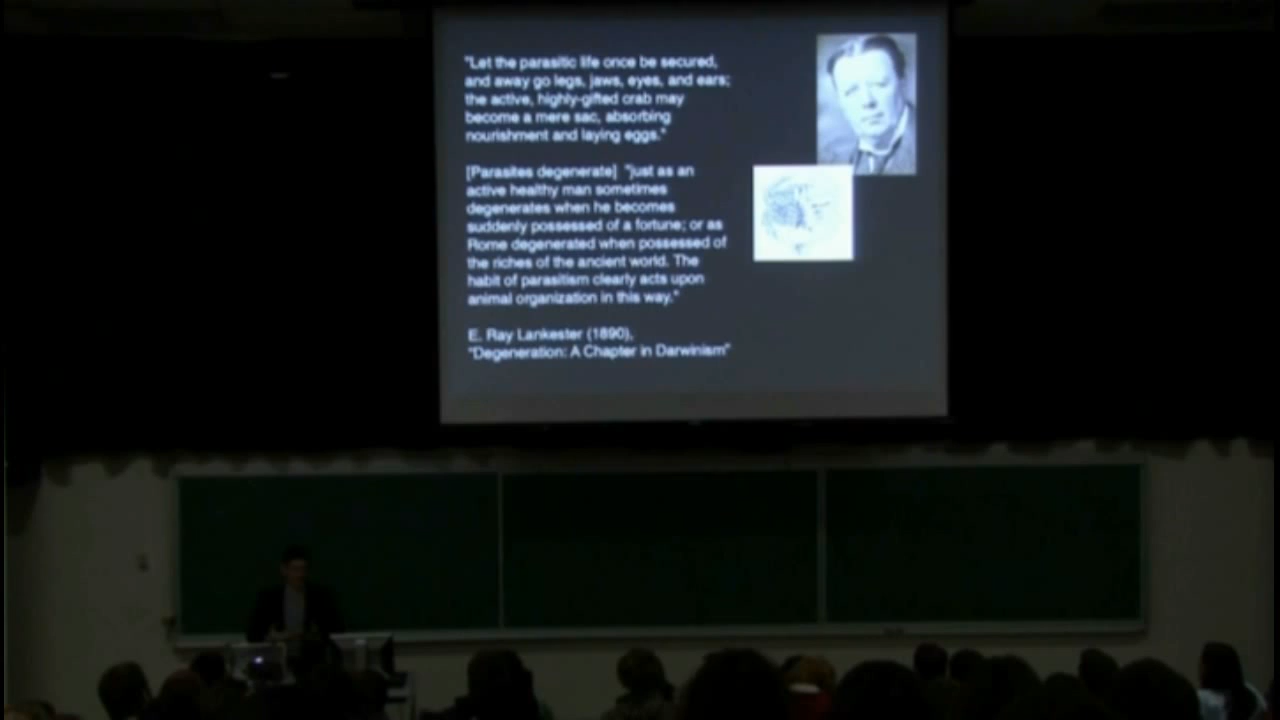 "Let the parasitic life once be secured,
and away go legs, jaws, eyes, and ears;
the active, highly-gifted crab may
become a mere sac, absorbing
nourishment and laying eggs."
[Parasites degenerate] "just as an
active healthy man sometimes
degenerates when he becomes
suddenly possessed of a fortune; or as
Rome degenerated when possessed of
the riches of the ancient world. The
habit of parasitism clearly acts upon
animal organization in this way."
E. Ray Lankester (1890),
"Degeneration: A Chapter in Darwinism"